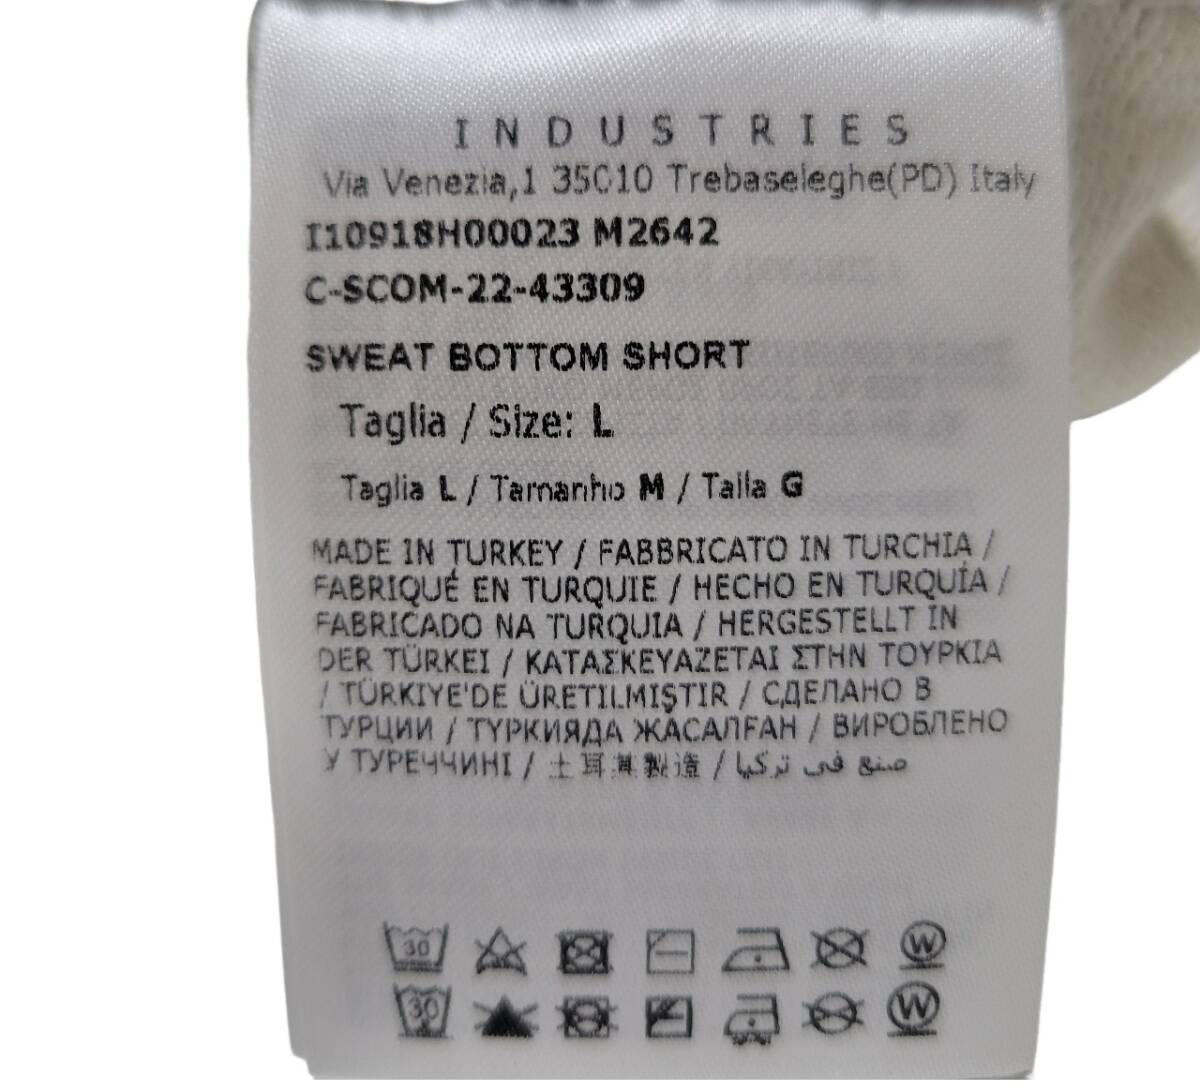 INDUSTRIES
Via Venezia,1 35010 Trebaseleghe(PD) Italy
I10918H00023 M2642
C-SCOM-22-43309
SWEAT BOTTOM SHORT
Taglia / Size: L
Taglia L / Tamanho M / Talla G
MADE IN TURKEY / FABBRICATO IN TURCHIA /
FABRIQUÉ EN TURQUIE / HECHO EN TURQUÍA /
FABRICADO NA TURQUIA / HERGESTELLT IN
DER TÜRKEI / ΚΑΤΑΣΚΕΥΑΖΕΤΑΙ ΣΤΗΝ ΤΟΥΡΚΙΑ
/ TÜRKIYE'DE ÜRETILMIŞTIR / СДЕЛАНО В
ТУРЦИИ / ТҮРКИЯДА ЖАСАЛҒАН / ВИРОБЛЕНО
У ТУРЕЧЧИНІ / 土耳其製造 / صنع في تركيا
30 W
30 W